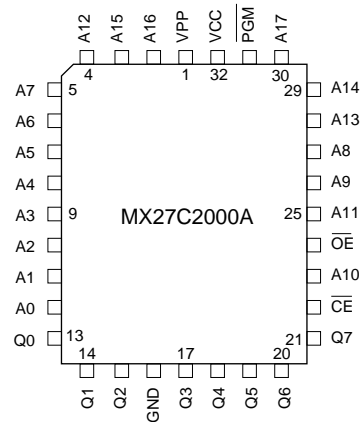 A12 A15 A16 VPP VCC PGM A17
4 1 32 30
A7 5 29 A14
A6 A13
A5 A8
A4 A9
A3 9 MX27C2000A 25 A11
A2 OE
A1 A10
A0 CE
Q0 13 21 Q7
14 17 20
Q1 Q2 GND Q3 Q4 Q5 Q6